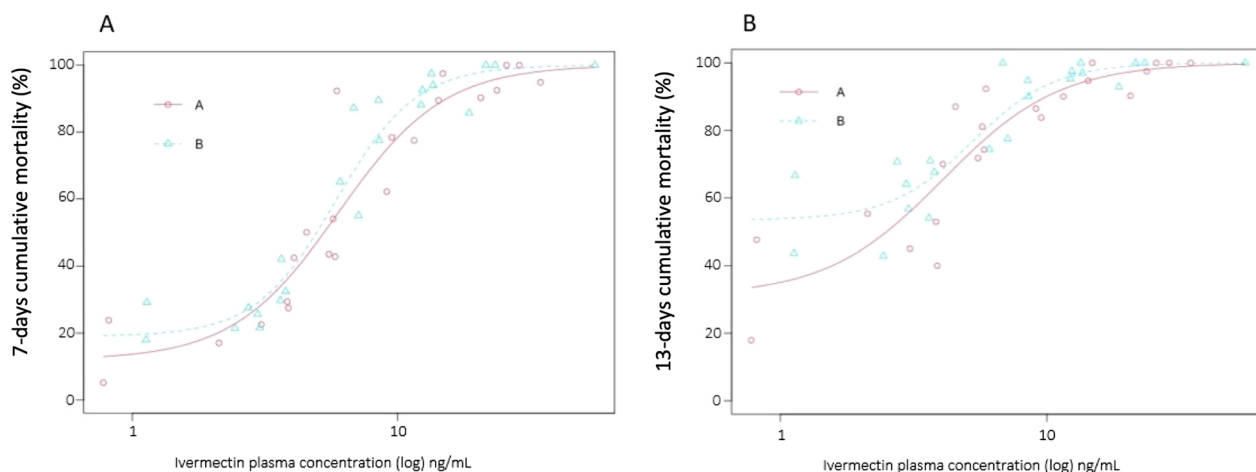 A
7-days cumulative mortality (%)
100
80
60
40
20
0
A
B
1
10
Ivermectin plasma concentration (log) ng/mL
B
13-days cumulative mortality (%)
100
80
60
40
20
0
A
B
1
10
Ivermectin plasma concentration (log) ng/mL